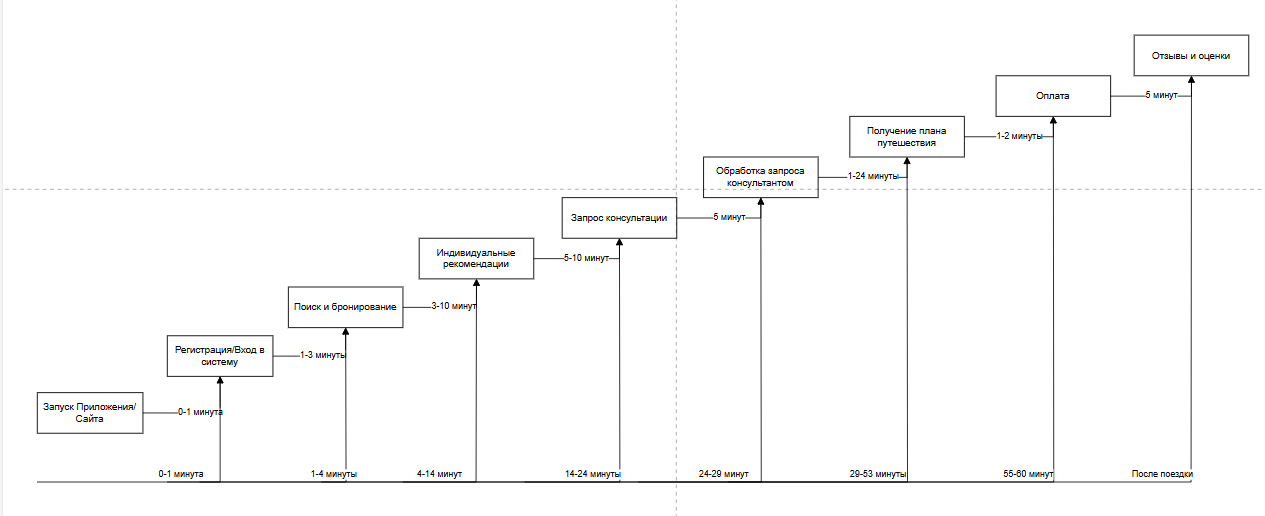 Отзывы и оценки
Оплата
5 минут
Получение плана
путешествия
1-2 минуты
Обработка запроса
консультантом
1-24 минуты
Запрос консультации
5 минут
Индивидуальные
рекомендации
5-10 минут
Поиск и бронирование
3-10 минут
Регистрация/Вход в
систему
1-3 минуты
Запуск Приложения/
Сайта
0-1 минута
0-1 минута
1-4 минуты
4-14 минут
14-24 минуты
24-29 минут
29-53 минуты
55-60 минут
После поездки